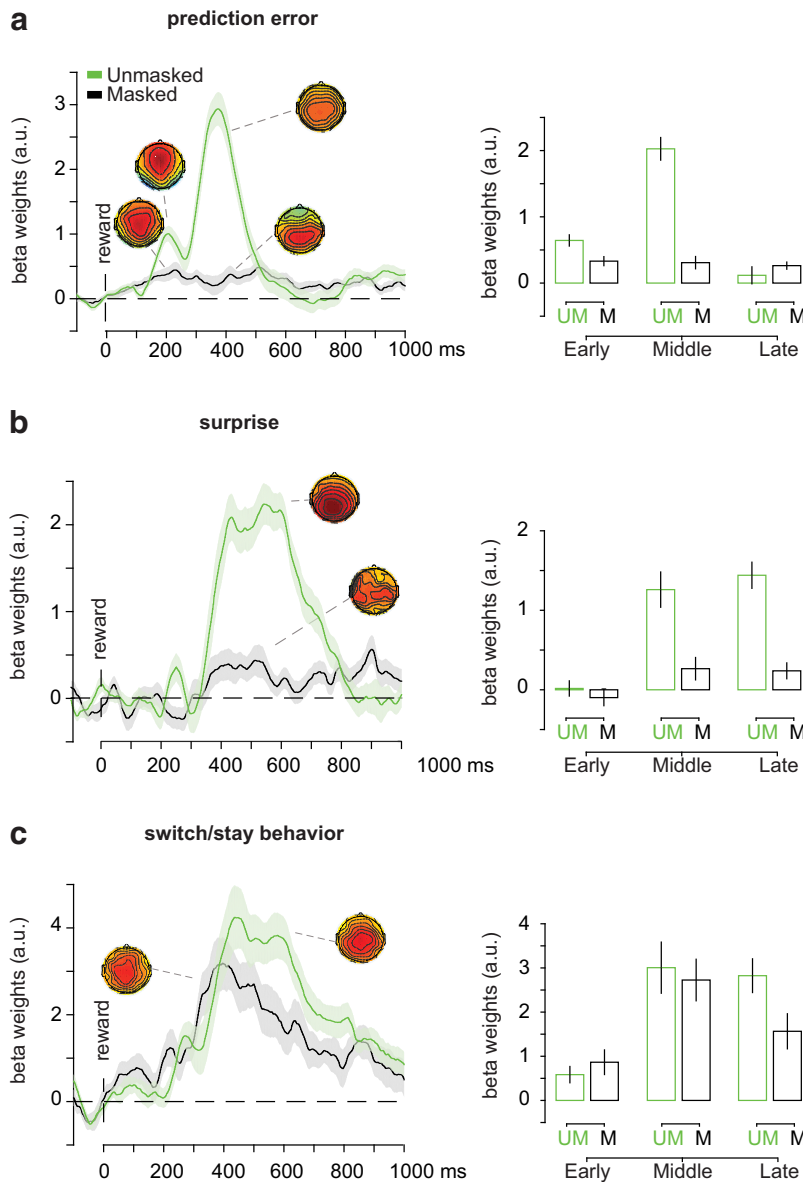 a
prediction error
Unmasked
Masked
beta weights (a.u.)
3
2
1
0
reward
0 200 400 600 800 1000 ms
beta weights (a.u.)
2
1
0
UM M UM M UM M
Early Middle Late
b
surprise
beta weights (a.u.)
2
1
0
reward
0 200 400 600 800 1000 ms
beta weights (a.u.)
2
1
0
UM M UM M UM M
Early Middle Late
c
switch/stay behavior
beta weights (a.u.)
4
3
2
1
0
reward
0 200 400 600 800 1000 ms
beta weights (a.u.)
4
3
2
1
0
UM M UM M UM M
Early Middle Late